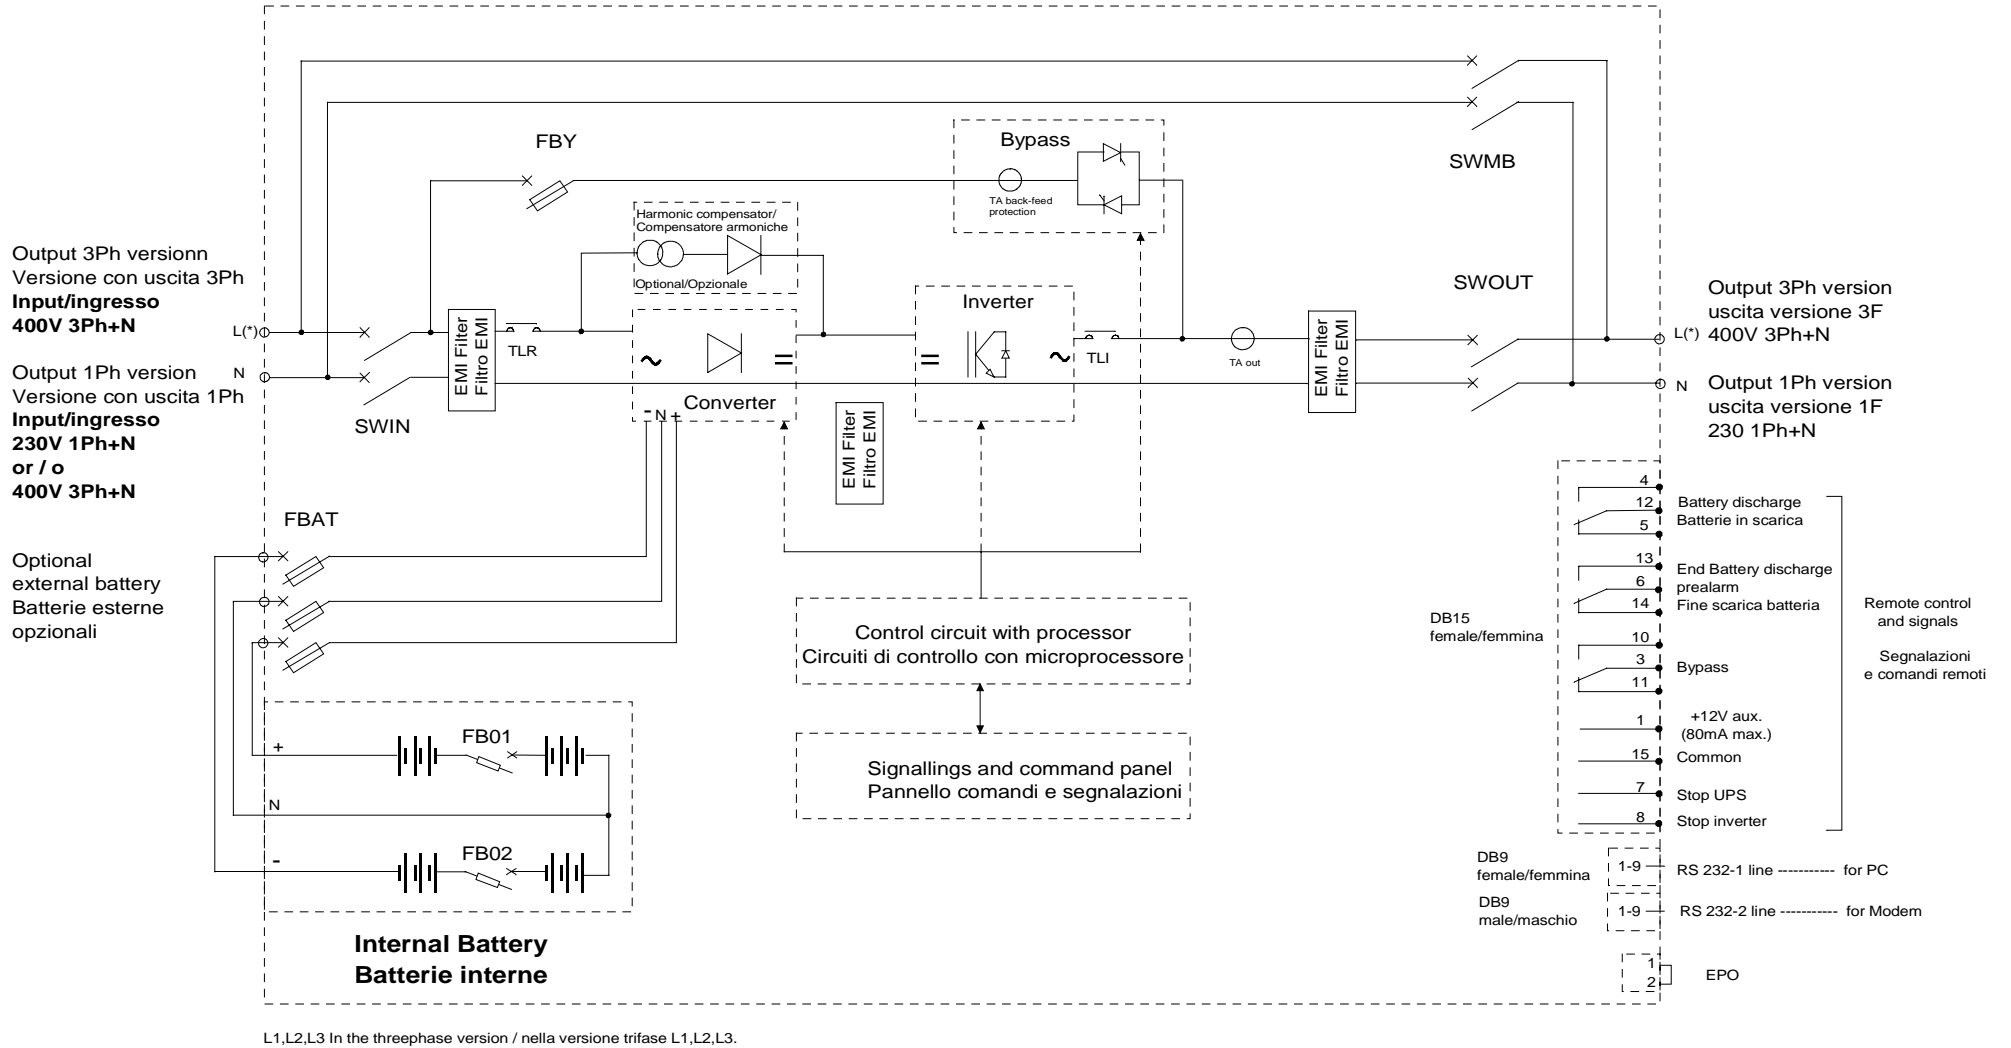 FBY
Bypass
SWMB
TA back-feed
protection
Harmonic compensator/
Compensatore armoniche
Optional/Opzionale
Output 3Ph versionn
Versione con uscita 3Ph
Input/ingresso
400V 3Ph+N
L(*)
Output 1Ph version
Versione con uscita 1Ph
Input/ingresso
230V 1Ph+N
or / o
400V 3Ph+N
N
SWIN
EMI Filter
Filtro EMI
TLR
~ =
Converter
- N +
EMI Filter
Filtro EMI
Inverter
= ~
TLI
TA out
EMI Filter
Filtro EMI
SWOUT
L(*)
Output 3Ph version
uscita versione 3F
400V 3Ph+N
N
Output 1Ph version
uscita versione 1F
230 1Ph+N
FBAT
Optional
external battery
Batterie esterne
opzionali
Control circuit with processor
Circuiti di controllo con microprocessore
Signallings and command panel
Pannello comandi e segnalazioni
+
FB01
N
-
FB02
Internal Battery
Batterie interne
DB15
female/femmina
4
12
5
Battery discharge
Batterie in scarica
13
6
14
End Battery discharge
prealarm
Fine scarica batteria
10
3
11
Bypass
1
+12V aux.
(80mA max.)
15
Common
7
Stop UPS
8
Stop inverter
Remote control
and signals
Segnalazioni
e comandi remoti
DB9
female/femmina
1-9
RS 232-1 line ----------- for PC
DB9
male/maschio
1-9
RS 232-2 line ----------- for Modem
1
2
EPO
L1,L2,L3 In the threephase version / nella versione trifase L1,L2,L3.